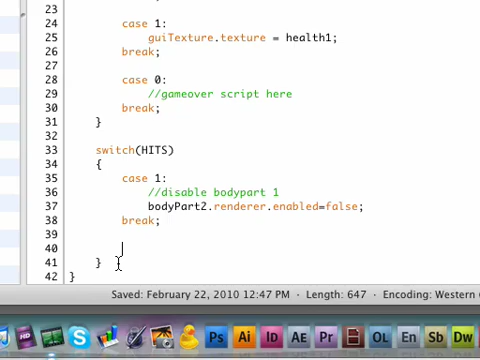 23
24 case 1:
25 guiTexture.texture = health1;
26 break;
27
28 case 0:
29 //gameover script here
30 break;
31 }
32
33 switch(HITS)
34 {
35 case 1:
36 //disable bodypart 1
37 bodyPart2.renderer.enabled=false;
38 break;
39
40
41 }
42 }
Saved: February 22, 2010 12:47 PM · Length: 647 · Encoding: Western
HD Ps Ai Id AE Pr OL En Sb Dw